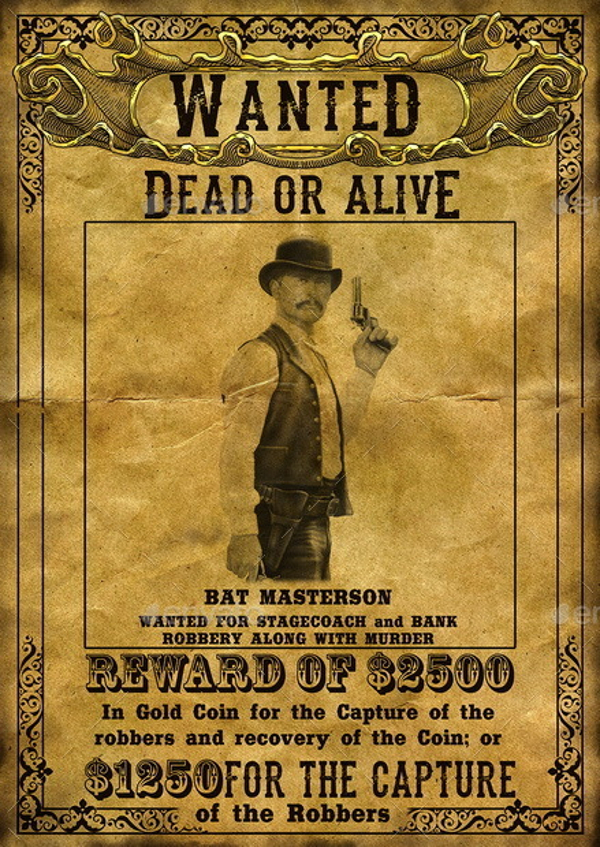 WANTED
DEAD OR ALIVE
BAT MASTERSON
WANTED FOR STAGECOACH and BANK
ROBBERY ALONG WITH MURDER
REWARD OF $2500
In Gold Coin for the Capture of the
robbers and recovery of the Coin; or
$1250FOR THE CAPTURE
of the Robbers